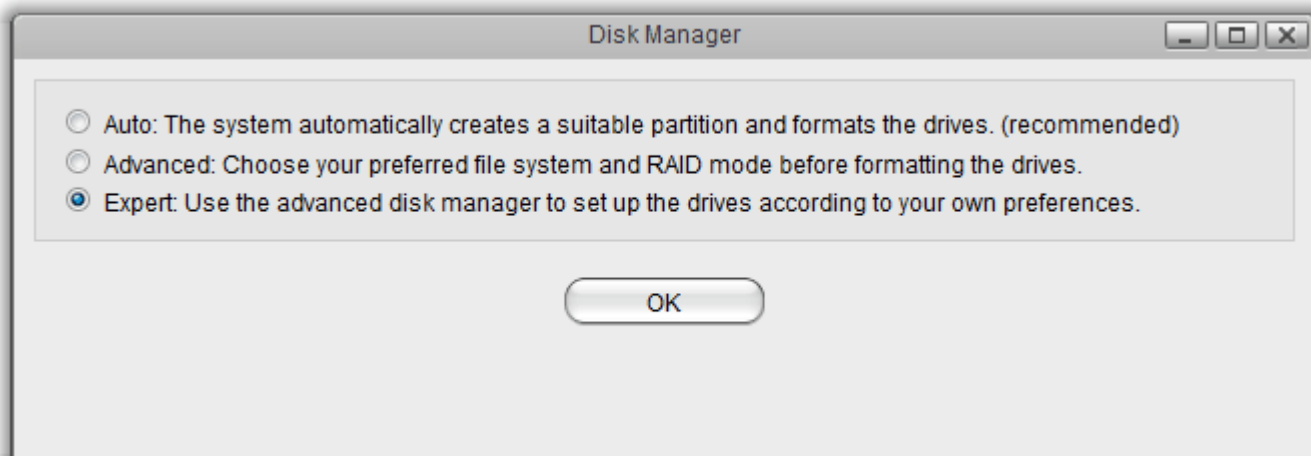 Disk Manager
Auto: The system automatically creates a suitable partition and formats the drives. (recommended)
Advanced: Choose your preferred file system and RAID mode before formatting the drives.
Expert: Use the advanced disk manager to set up the drives according to your own preferences.
OK